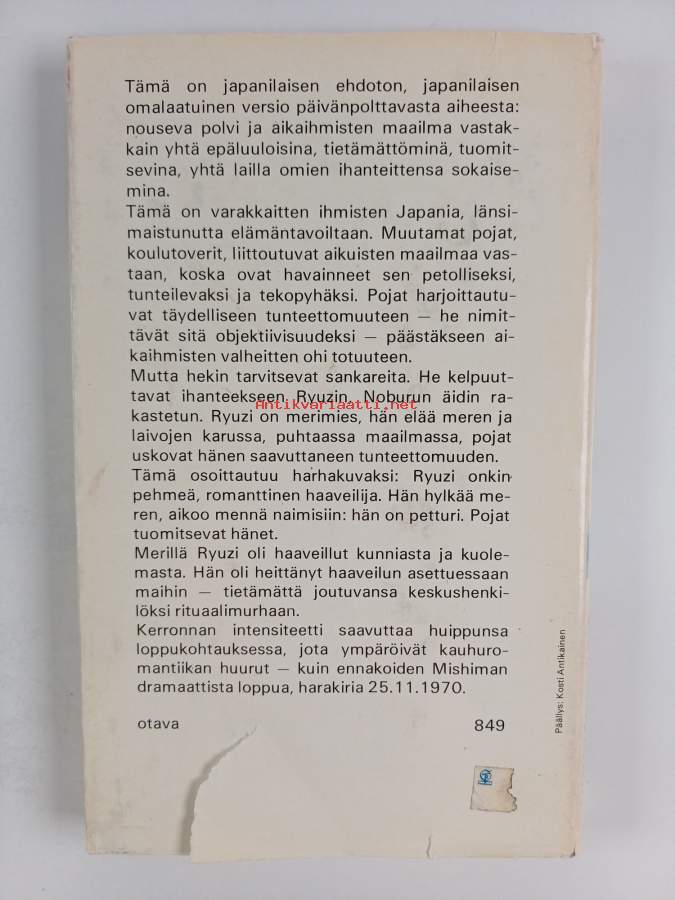 Tämä on japanilaisen ehdoton, japanilaisen
omalaatuinen versio päivänpolttavasta aiheesta:
nouseva polvi ja aikaihmisten maailma vastak-
kain yhtä epäluuloisina, tietämättöminä, tuomit-
sevina, yhtä lailla omien ihanteittensa sokaise-
mina.
Tämä on varakkaitten ihmisten Japania, länsi-
maistunutta elämäntavoiltaan. Muutamat pojat,
koulutoverit, liittoutuvat aikuisten maailmaa vas-
taan, koska ovat havainneet sen petolliseksi,
tunteilevaksi ja tekopyhäksi. Pojat harjoittautu-
vat täydelliseen tunteettomuuteen — he nimit-
tävät sitä objektiivisuudeksi — päästäkseen ai-
kaihmisten valheitten ohi totuuteen.
Mutta hekin tarvitsevat sankareita. He kelpuut-
tavat ihanteekseen Ryuzin, Noburun äidin ra-
Antikvariaatti.net
kastetun. Ryuzi on merimies, hän elää meren ja
laivojen karussa, puhtaassa maailmassa, pojat
uskovat hänen saavuttaneen tunteettomuuden.
Tämä osoittautuu harhakuvaksi: Ryuzi onkin
pehmeä, romanttinen haaveilija. Hän hylkää me-
ren, aikoo mennä naimisiin: hän on petturi. Pojat
tuomitsevat hänet.
Merillä Ryuzi oli haaveillut kunniasta ja kuole-
masta. Hän oli heittänyt haaveilun asettuessaan
maihin — tietämättä joutuvansa keskushenki-
löksi rituaalimurhaan.
Kerronnan intensiteetti saavuttaa huippunsa
loppukohtauksessa, jota ympäröivät kauhuro-
mantiikan huurut — kuin ennakoiden Mishiman
dramaattista loppua, harakiria 25.11.1970.
otava 849
Päällys: Kosti Antikainen